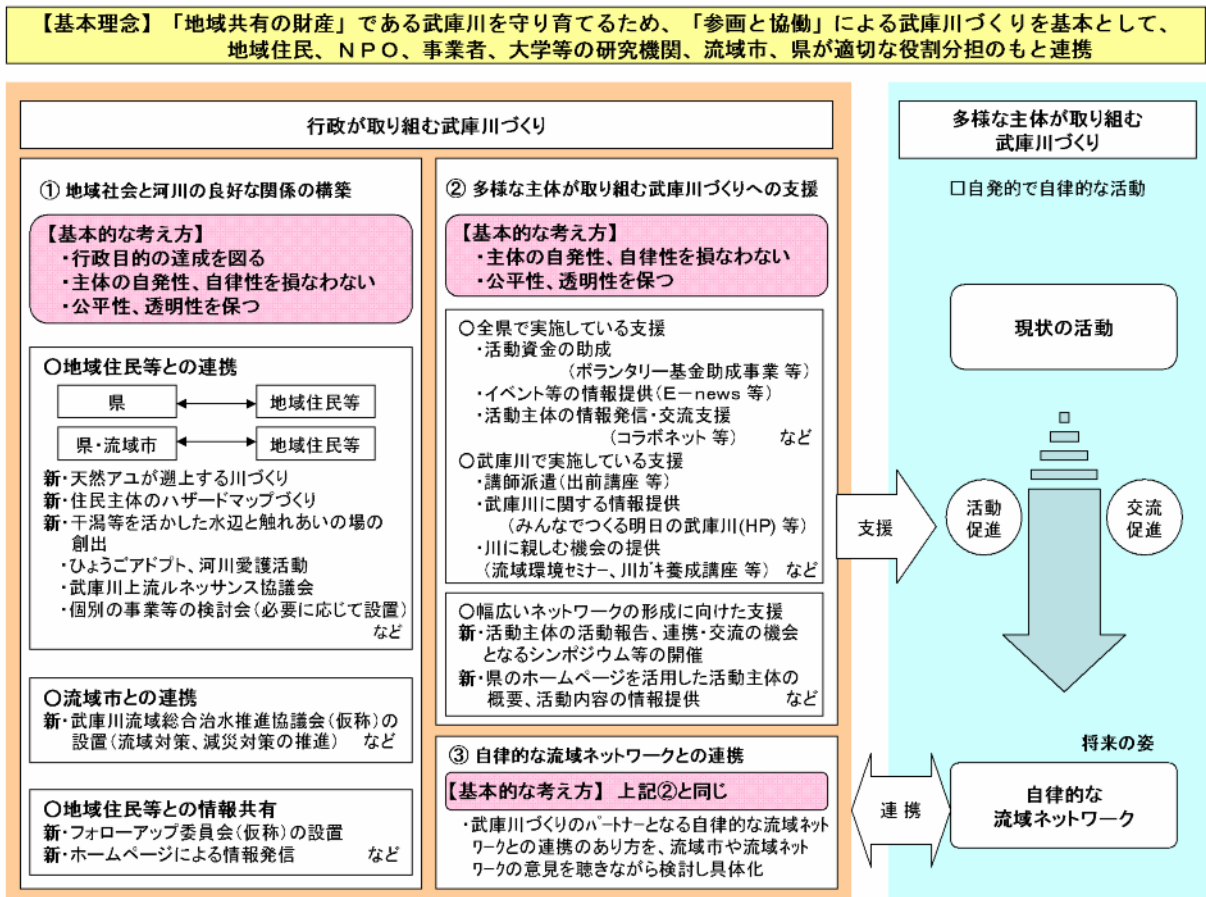 【基本理念】「地域共有の財産」である武庫川を守り育てるため、「参画と協働」による武庫川づくりを基本として、
地域住民、ＮＰＯ、事業者、大学等の研究機関、流域市、県が適切な役割分担のもと連携
行政が取り組む武庫川づくり
① 地域社会と河川の良好な関係の構築
【基本的な考え方】
・行政目的の達成を図る
・主体の自発性、自律性を損なわない
・公平性、透明性を保つ
○地域住民等との連携
県
地域住民等
県・流域市
地域住民等
新・天然アユが遡上する川づくり
新・住民主体のハザードマップづくり
新・干潟等を活かした水辺と触れあいの場の
創出
・ひょうごアドプト、河川愛護活動
・武庫川上流ルネッサンス協議会
・個別の事業等の検討会（必要に応じて設置）
など
○流域市との連携
新・武庫川流域総合治水推進協議会（仮称）の
設置（流域対策、減災対策の推進） など
○地域住民等との情報共有
新・フォローアップ委員会（仮称）の設置
新・ホームページによる情報発信 など
② 多様な主体が取り組む武庫川づくりへの支援
【基本的な考え方】
・主体の自発性、自律性を損なわない
・公平性、透明性を保つ
○全県で実施している支援
・活動資金の助成
（ボランタリー基金助成事業 等）
・イベント等の情報提供（Ｅ－ｎｅｗｓ 等）
・活動主体の情報発信・交流支援
（コラボネット 等） など
○武庫川で実施している支援
・講師派遣（出前講座 等）
・武庫川に関する情報提供
（みんなでつくる明日の武庫川(HP) 等）
・川に親しむ機会の提供
（流域環境セミナー、川ガキ養成講座 等） など
○幅広いネットワークの形成に向けた支援
新・活動主体の活動報告、連携・交流の機会
となるシンポジウム等の開催
新・県のホームページを活用した活動主体の
概要、活動内容の情報提供 など
③ 自律的な流域ネットワークとの連携
【基本的な考え方】 上記②と同じ
・武庫川づくりのパートナーとなる自律的な流域ネット
ワークとの連携のあり方を、流域市や流域ネット
ワークの意見を聴きながら検討し具体化
支援
連 携
多様な主体が取り組む
武庫川づくり
□自発的で自律的な活動
現状の活動
活動
促進
交流
促進
将来の姿
自律的な
流域ネットワーク